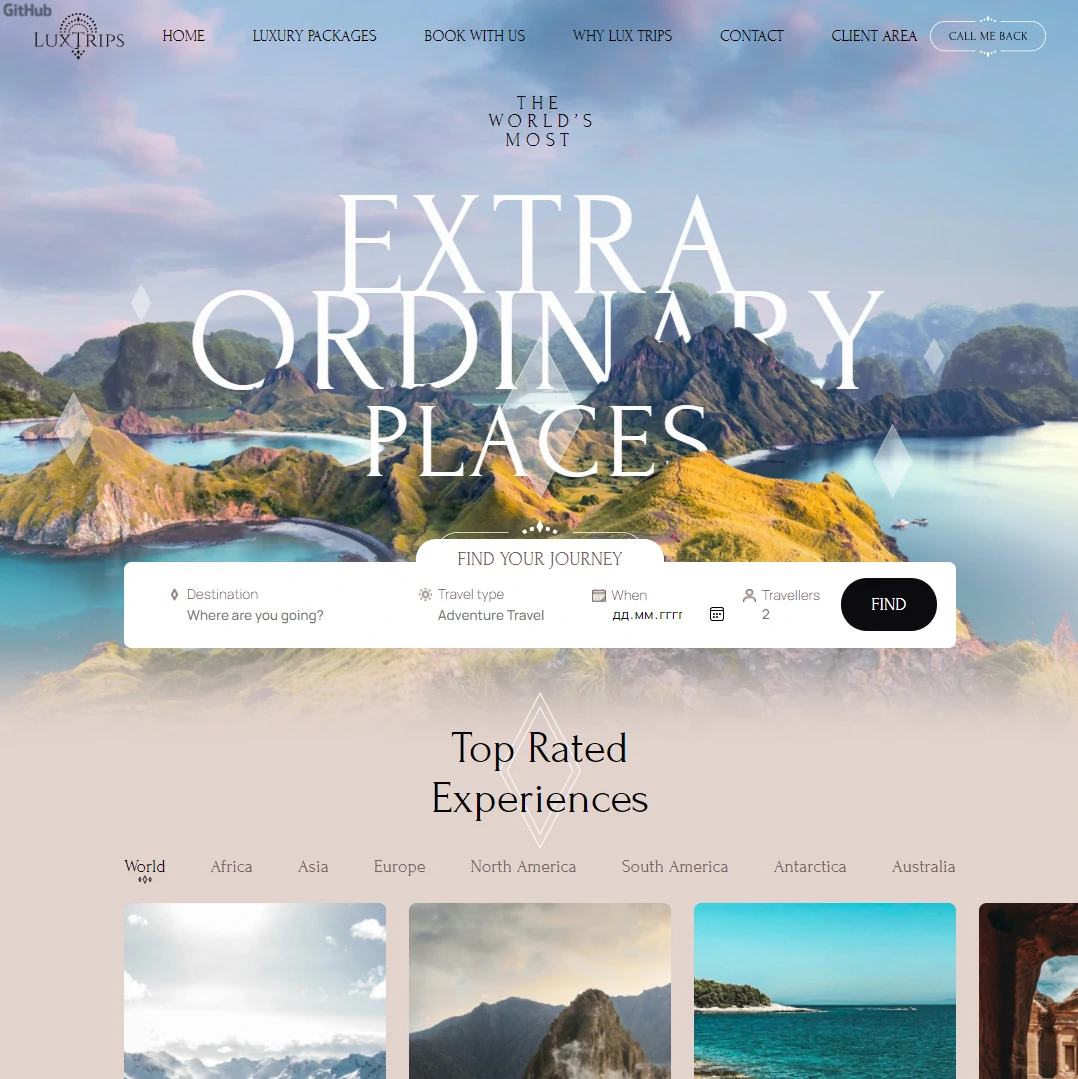 GitHub
LUXTRIPS
HOME
LUXURY PACKAGES
BOOK WITH US
WHY LUX TRIPS
CONTACT
CLIENT AREA
CALL ME BACK
THE
WORLD'S
MOST
EXTRA
ORDINARY
PLACES
FIND YOUR JOURNEY
Destination
Where are you going?
Travel type
Adventure Travel
When
дд.мм.гггг
Travellers
2
FIND
Top Rated
Experiences
World
Africa
Asia
Europe
North America
South America
Antarctica
Australia